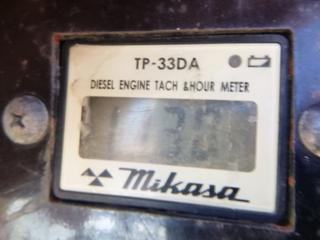 TP-33DA
DIESEL ENGINE TACH & HOUR METER
Mikasa